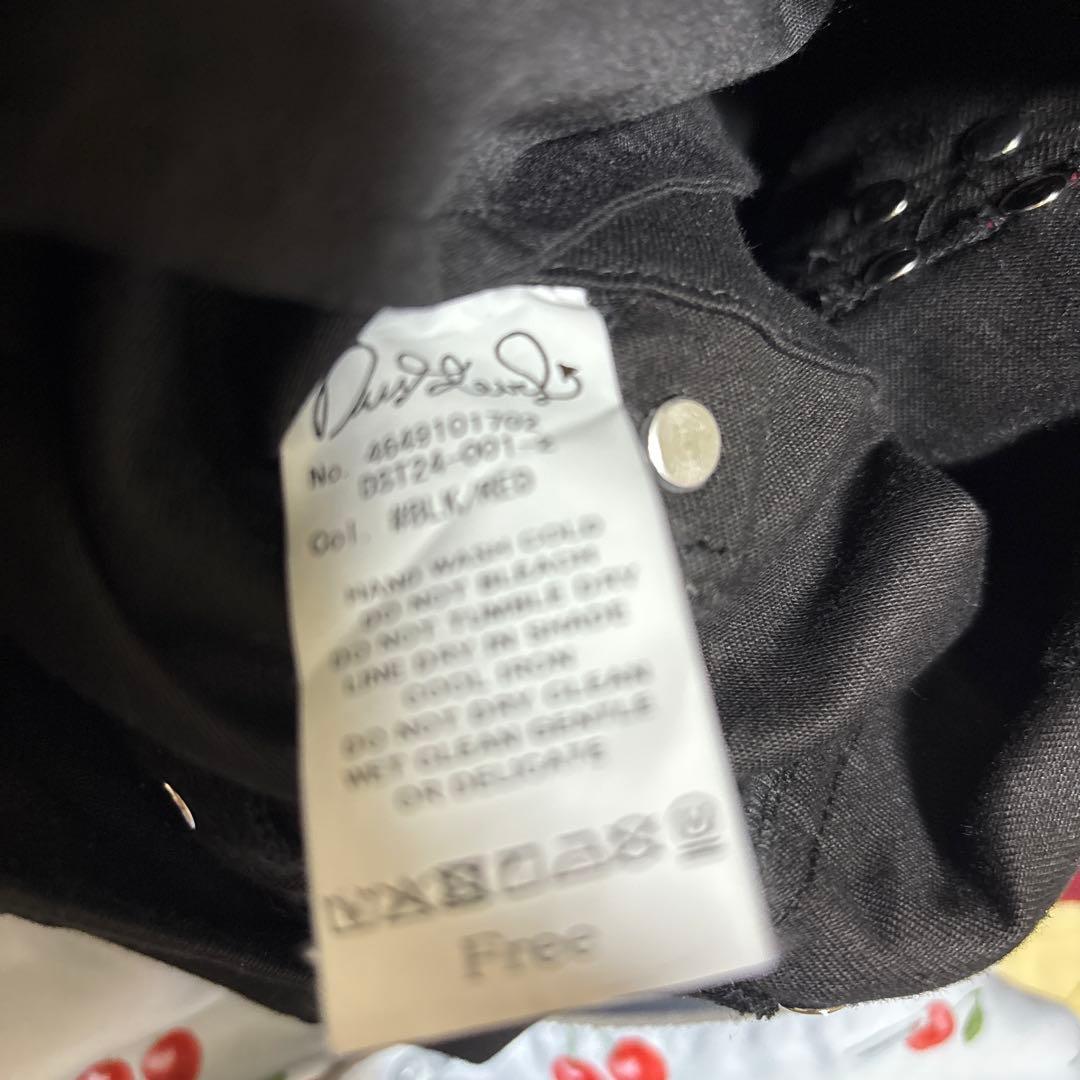 No. 4649101702
DST24-001-2
Col. #BLK/RED
HAND WASH COLD
DO NOT BLEACH
DO NOT TUMBLE DRY
LINE DRY IN SHADE
COOL IRON
DO NOT DRY CLEAN
WET CLEAN GENTLE
OR DELICATE
Free